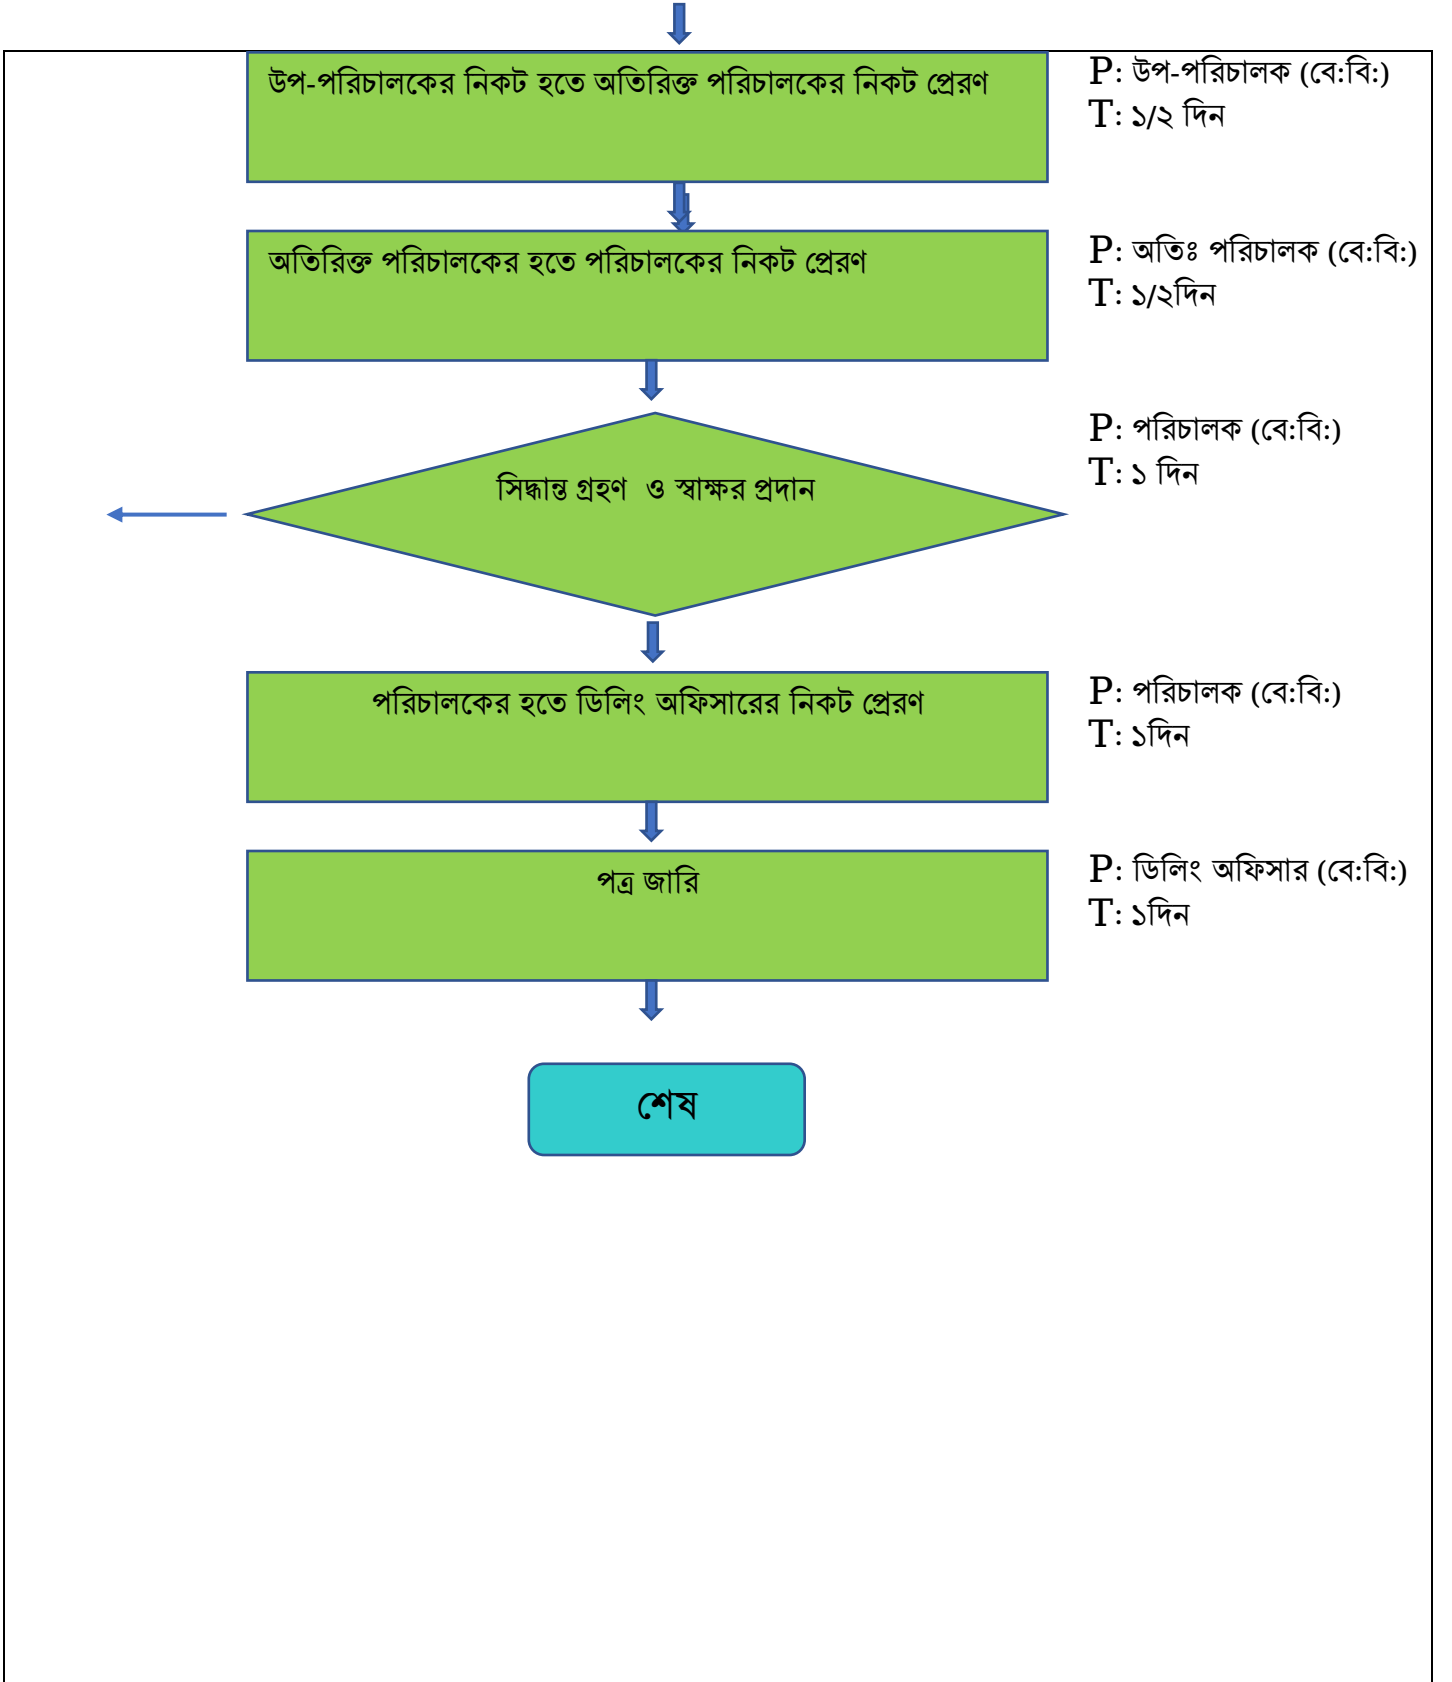 উপ-পরিচালকের নিকট হতে অতিরিক্ত পরিচালকের নিকট প্রেরণ
P: উপ-পরিচালক (বে:বি:)
T: ১/২ দিন
অতিরিক্ত পরিচালকের হতে পরিচালকের নিকট প্রেরণ
P: অতিঃ পরিচালক (বে:বি:)
T: ১/২দিন
সিদ্ধান্ত গ্রহণ ও স্বাক্ষর প্রদান
P: পরিচালক (বে:বি:)
T: ১ দিন
পরিচালকের হতে ডিলিং অফিসারের নিকট প্রেরণ
P: পরিচালক (বে:বি:)
T: ১দিন
পত্র জারি
P: ডিলিং অফিসার (বে:বি:)
T: ১দিন
শেষ